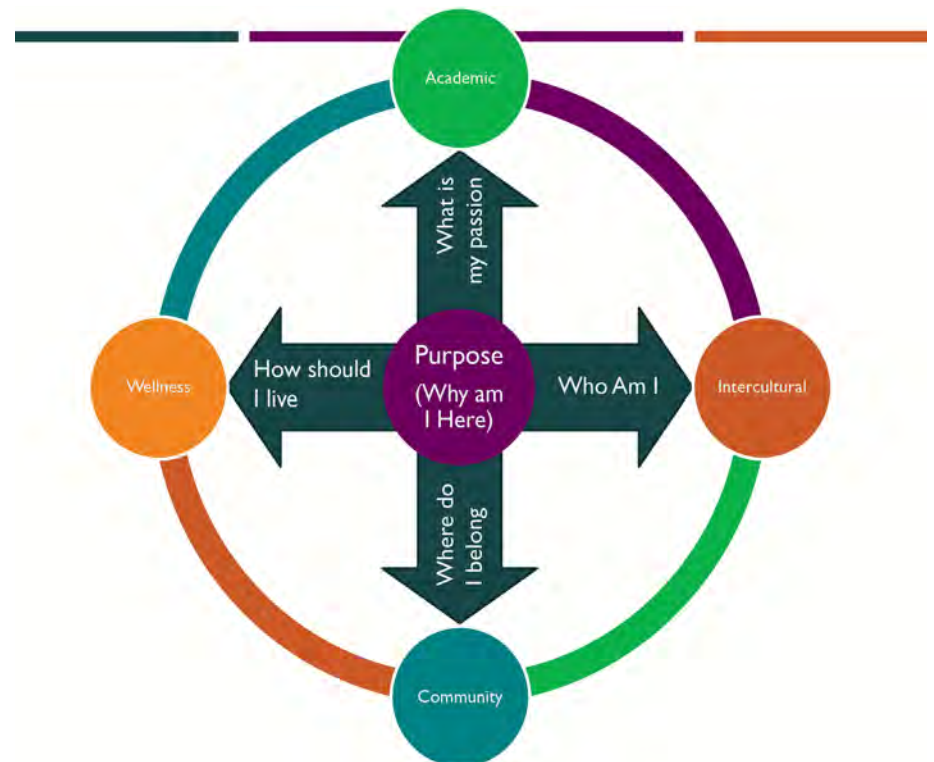 Academic
What is
my passion
Wellness
How should
I live
Purpose
(Why am
I Here)
Who Am I
Intercultural
Where do
I belong
Community